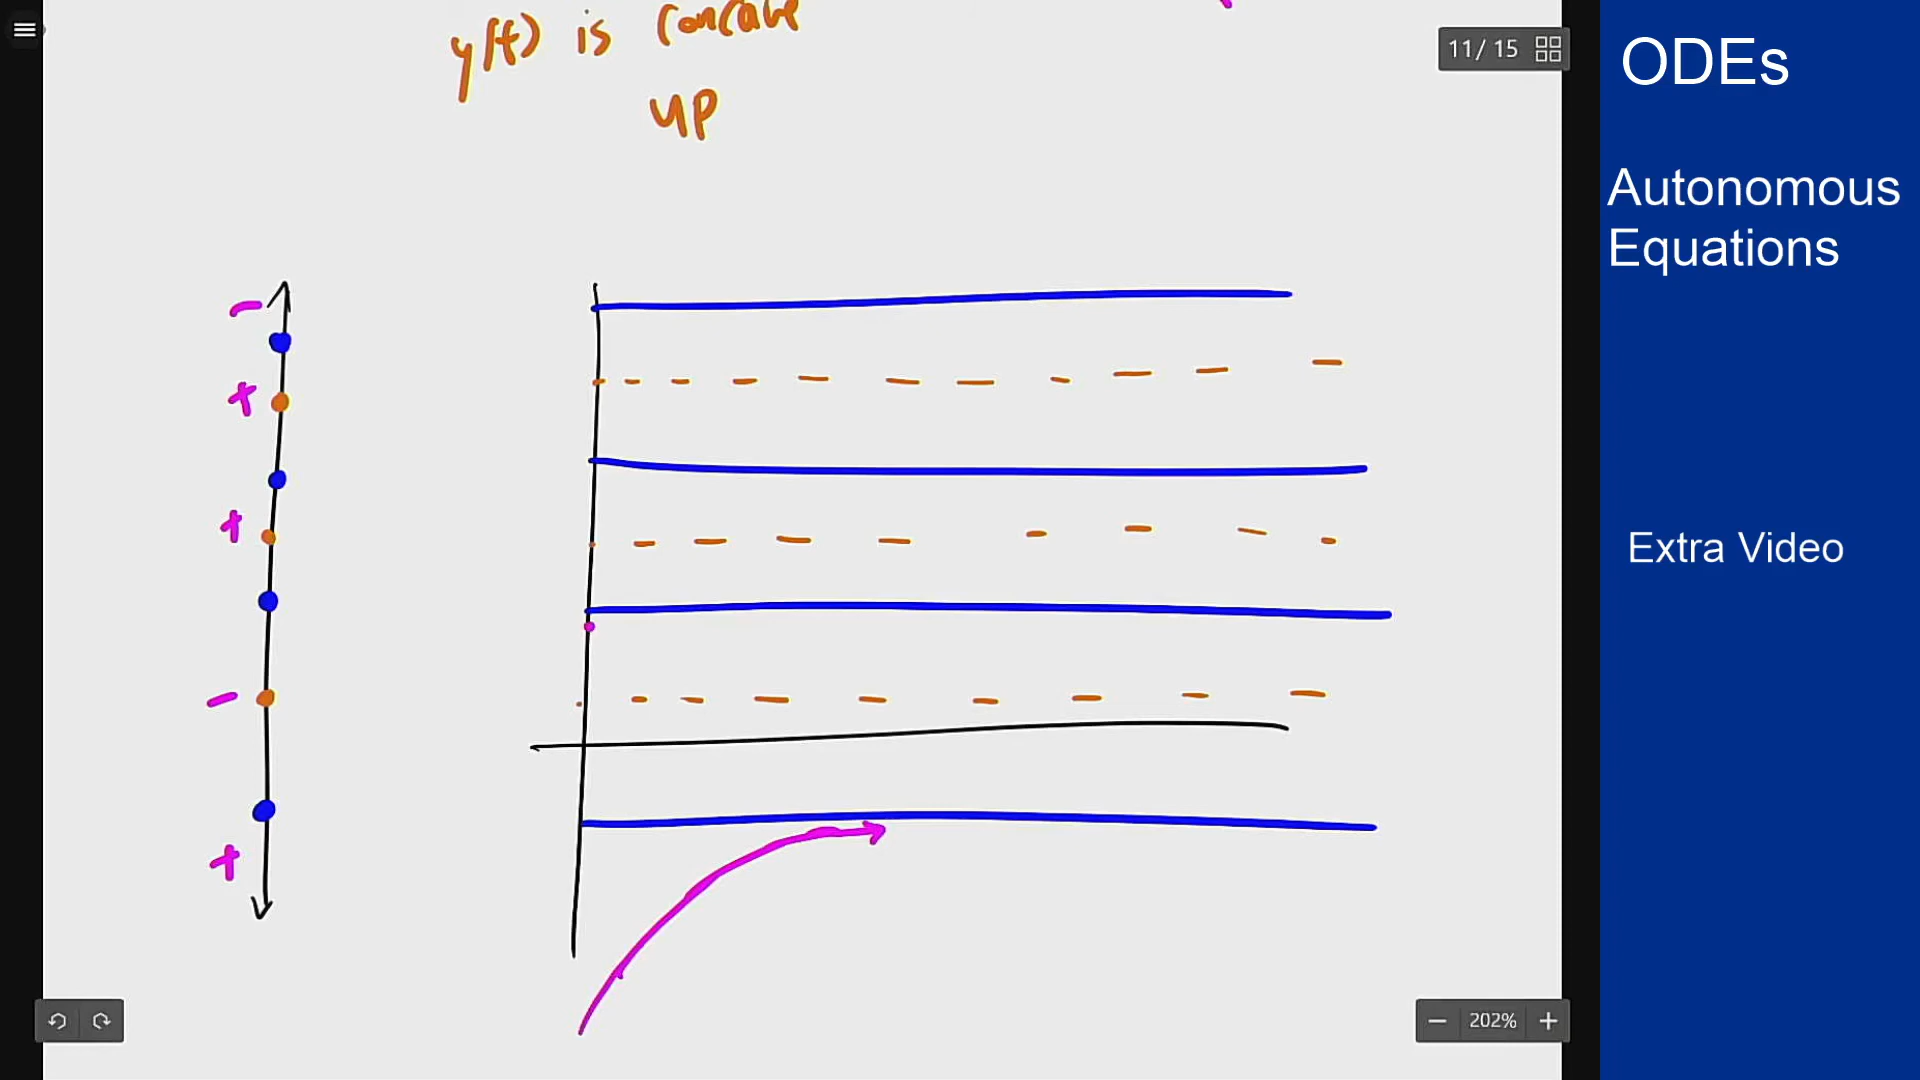 y(t) is concave
up
11/ 15
ODEs
Autonomous
Equations
Extra Video
−
+
+
−
+
202%